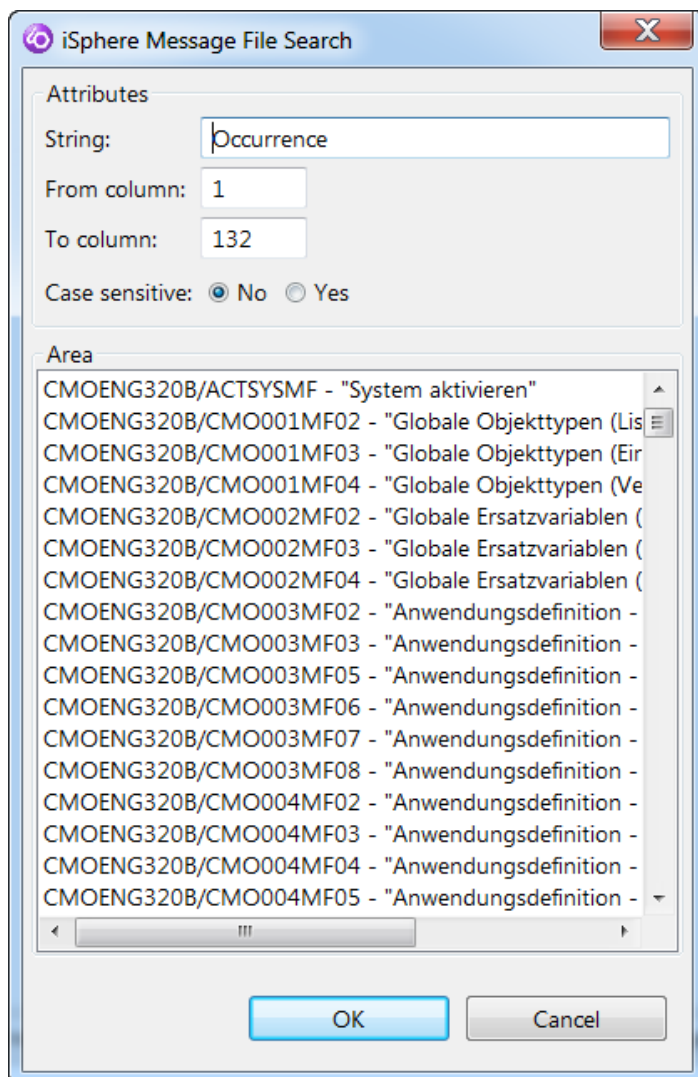 iSphere Message File Search
Attributes
String: Occurrence
From column: 1
To column: 132
Case sensitive: No Yes
Area
CMOENG320B/ACTSYSMF - "System aktivieren"
CMOENG320B/CMO001MF02 - "Globale Objekttypen (Lis
CMOENG320B/CMO001MF03 - "Globale Objekttypen (Ein
CMOENG320B/CMO001MF04 - "Globale Objekttypen (Ve
CMOENG320B/CMO002MF02 - "Globale Ersatzvariablen (
CMOENG320B/CMO002MF03 - "Globale Ersatzvariablen (
CMOENG320B/CMO002MF04 - "Globale Ersatzvariablen (
CMOENG320B/CMO003MF02 - "Anwendungsdefinition -
CMOENG320B/CMO003MF03 - "Anwendungsdefinition -
CMOENG320B/CMO003MF05 - "Anwendungsdefinition -
CMOENG320B/CMO003MF06 - "Anwendungsdefinition -
CMOENG320B/CMO003MF07 - "Anwendungsdefinition -
CMOENG320B/CMO003MF08 - "Anwendungsdefinition -
CMOENG320B/CMO004MF02 - "Anwendungsdefinition -
CMOENG320B/CMO004MF03 - "Anwendungsdefinition -
CMOENG320B/CMO004MF04 - "Anwendungsdefinition -
CMOENG320B/CMO004MF05 - "Anwendungsdefinition -
OK Cancel